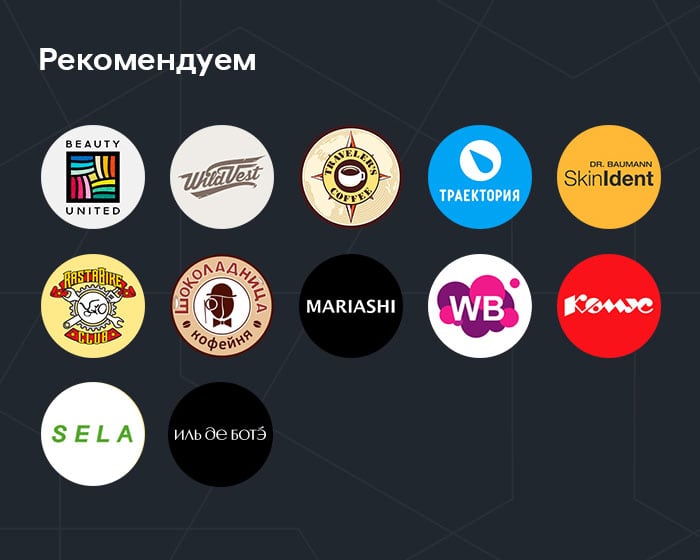 Рекомендуем
BEAUTY
UNITED
WildVest
TRAVELER'S
COFFEE
ТРАЕКТОРИЯ
DR. BAUMANN
SkinIdent
RASTABIKE
CLUB
ШОКОЛАДНИЦА
кофейня
MARIASHI
WB
Комус
SELA
ИЛЬ де БОТЭ